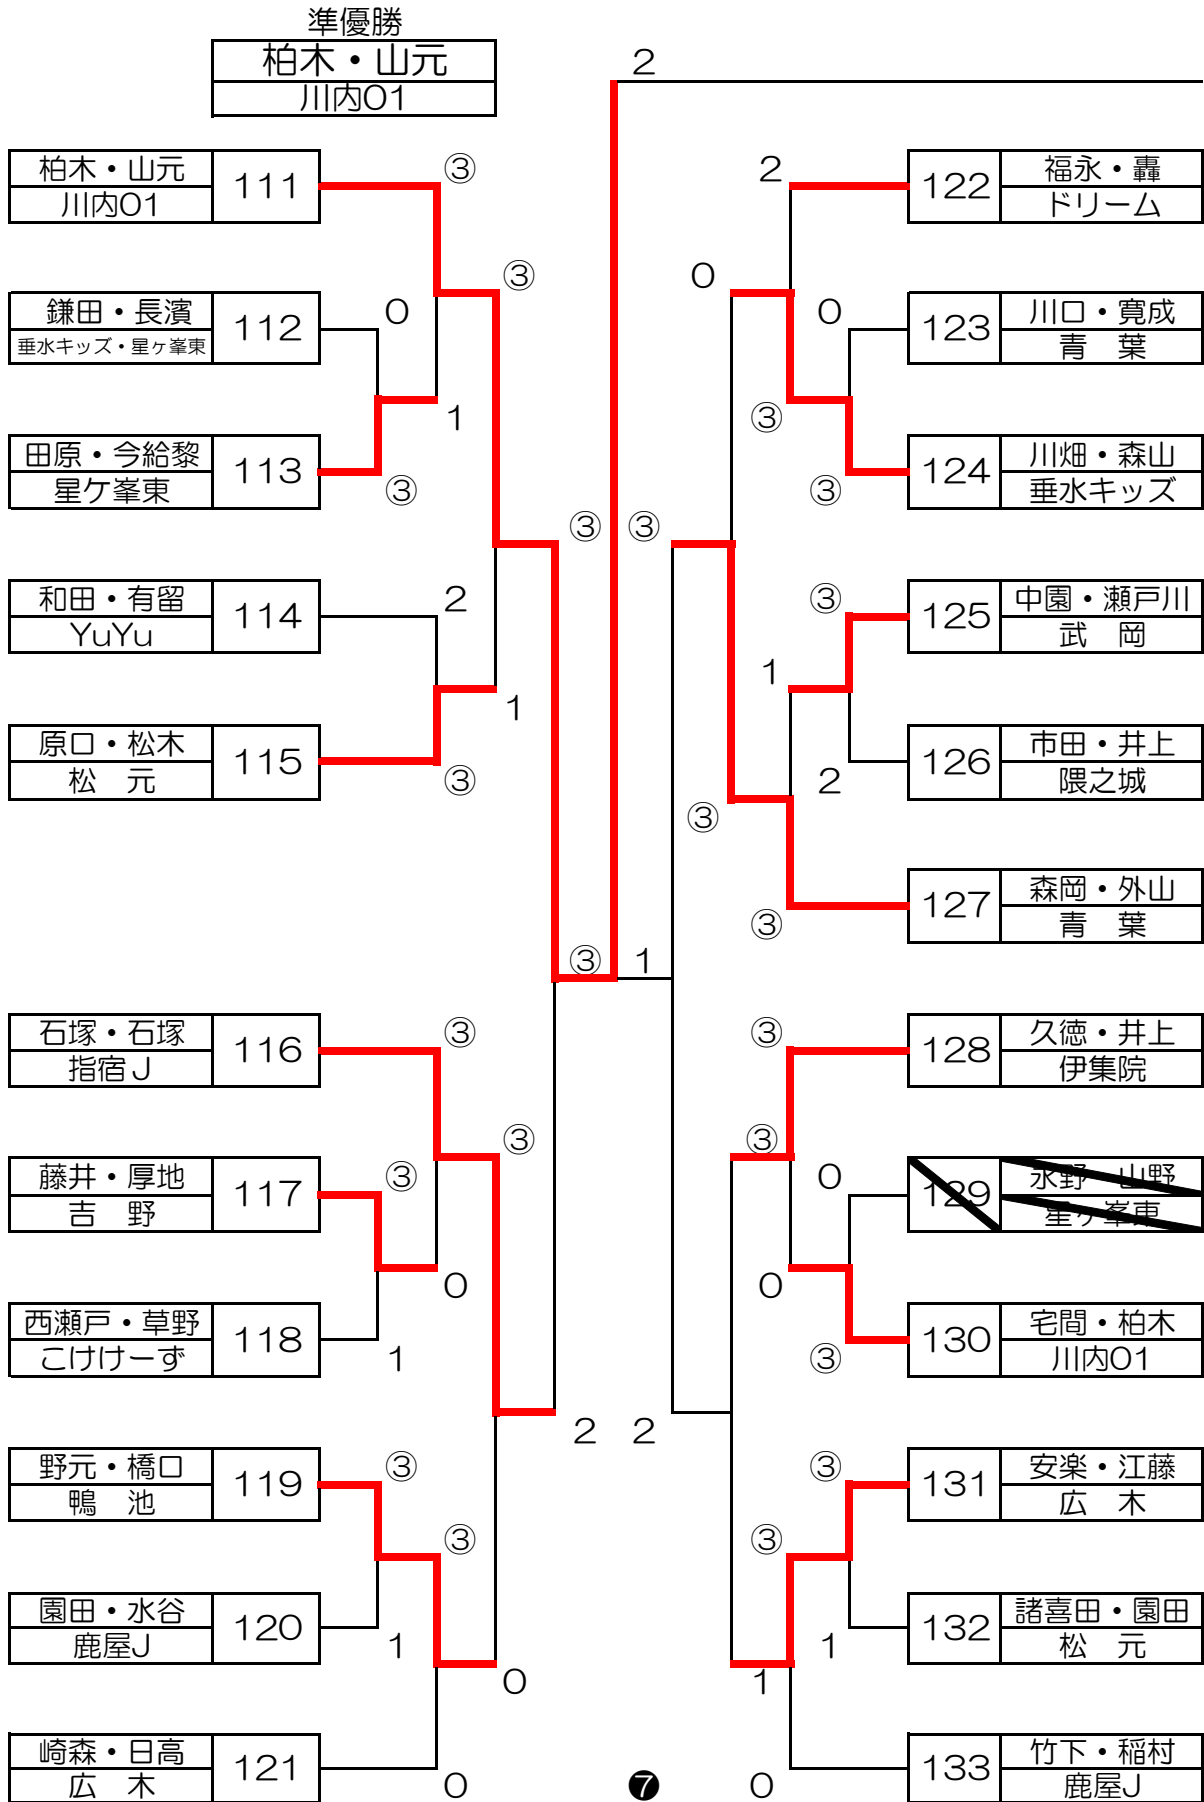 準優勝
柏木・山元
川内01
2
柏木・山元
川内01
111
③
鎌田・長濱
垂水キッズ・星ヶ峯東
112
0
③
田原・今給黎
星ケ峯東
113
1
③
和田・有留
YuYu
114
2
③
原口・松木
松　元
115
1
③
石塚・石塚
指宿J
116
③
③
1
藤井・厚地
吉　野
117
③
③
西瀬戸・草野
こけけーず
118
0
1
野元・橋口
鴨　池
119
③
2
園田・水谷
鹿屋J
120
③
1
崎森・日高
広　木
121
0
0
2
122
福永・轟
ドリーム
0
0
123
川口・寛成
青　葉
③
③
124
川畑・森山
垂水キッズ
③
③
125
中園・瀬戸川
武　岡
1
2
126
市田・井上
隈之城
③
③
127
森岡・外山
青　葉
③
128
久徳・井上
伊集院
③
0
129
永野　山野
星ヶ峯東
0
③
130
宅間・柏木
川内01
2
③
131
安楽・江藤
広　木
③
1
132
諸喜田・園田
松　元
1
0
133
竹下・稲村
鹿屋J
❼